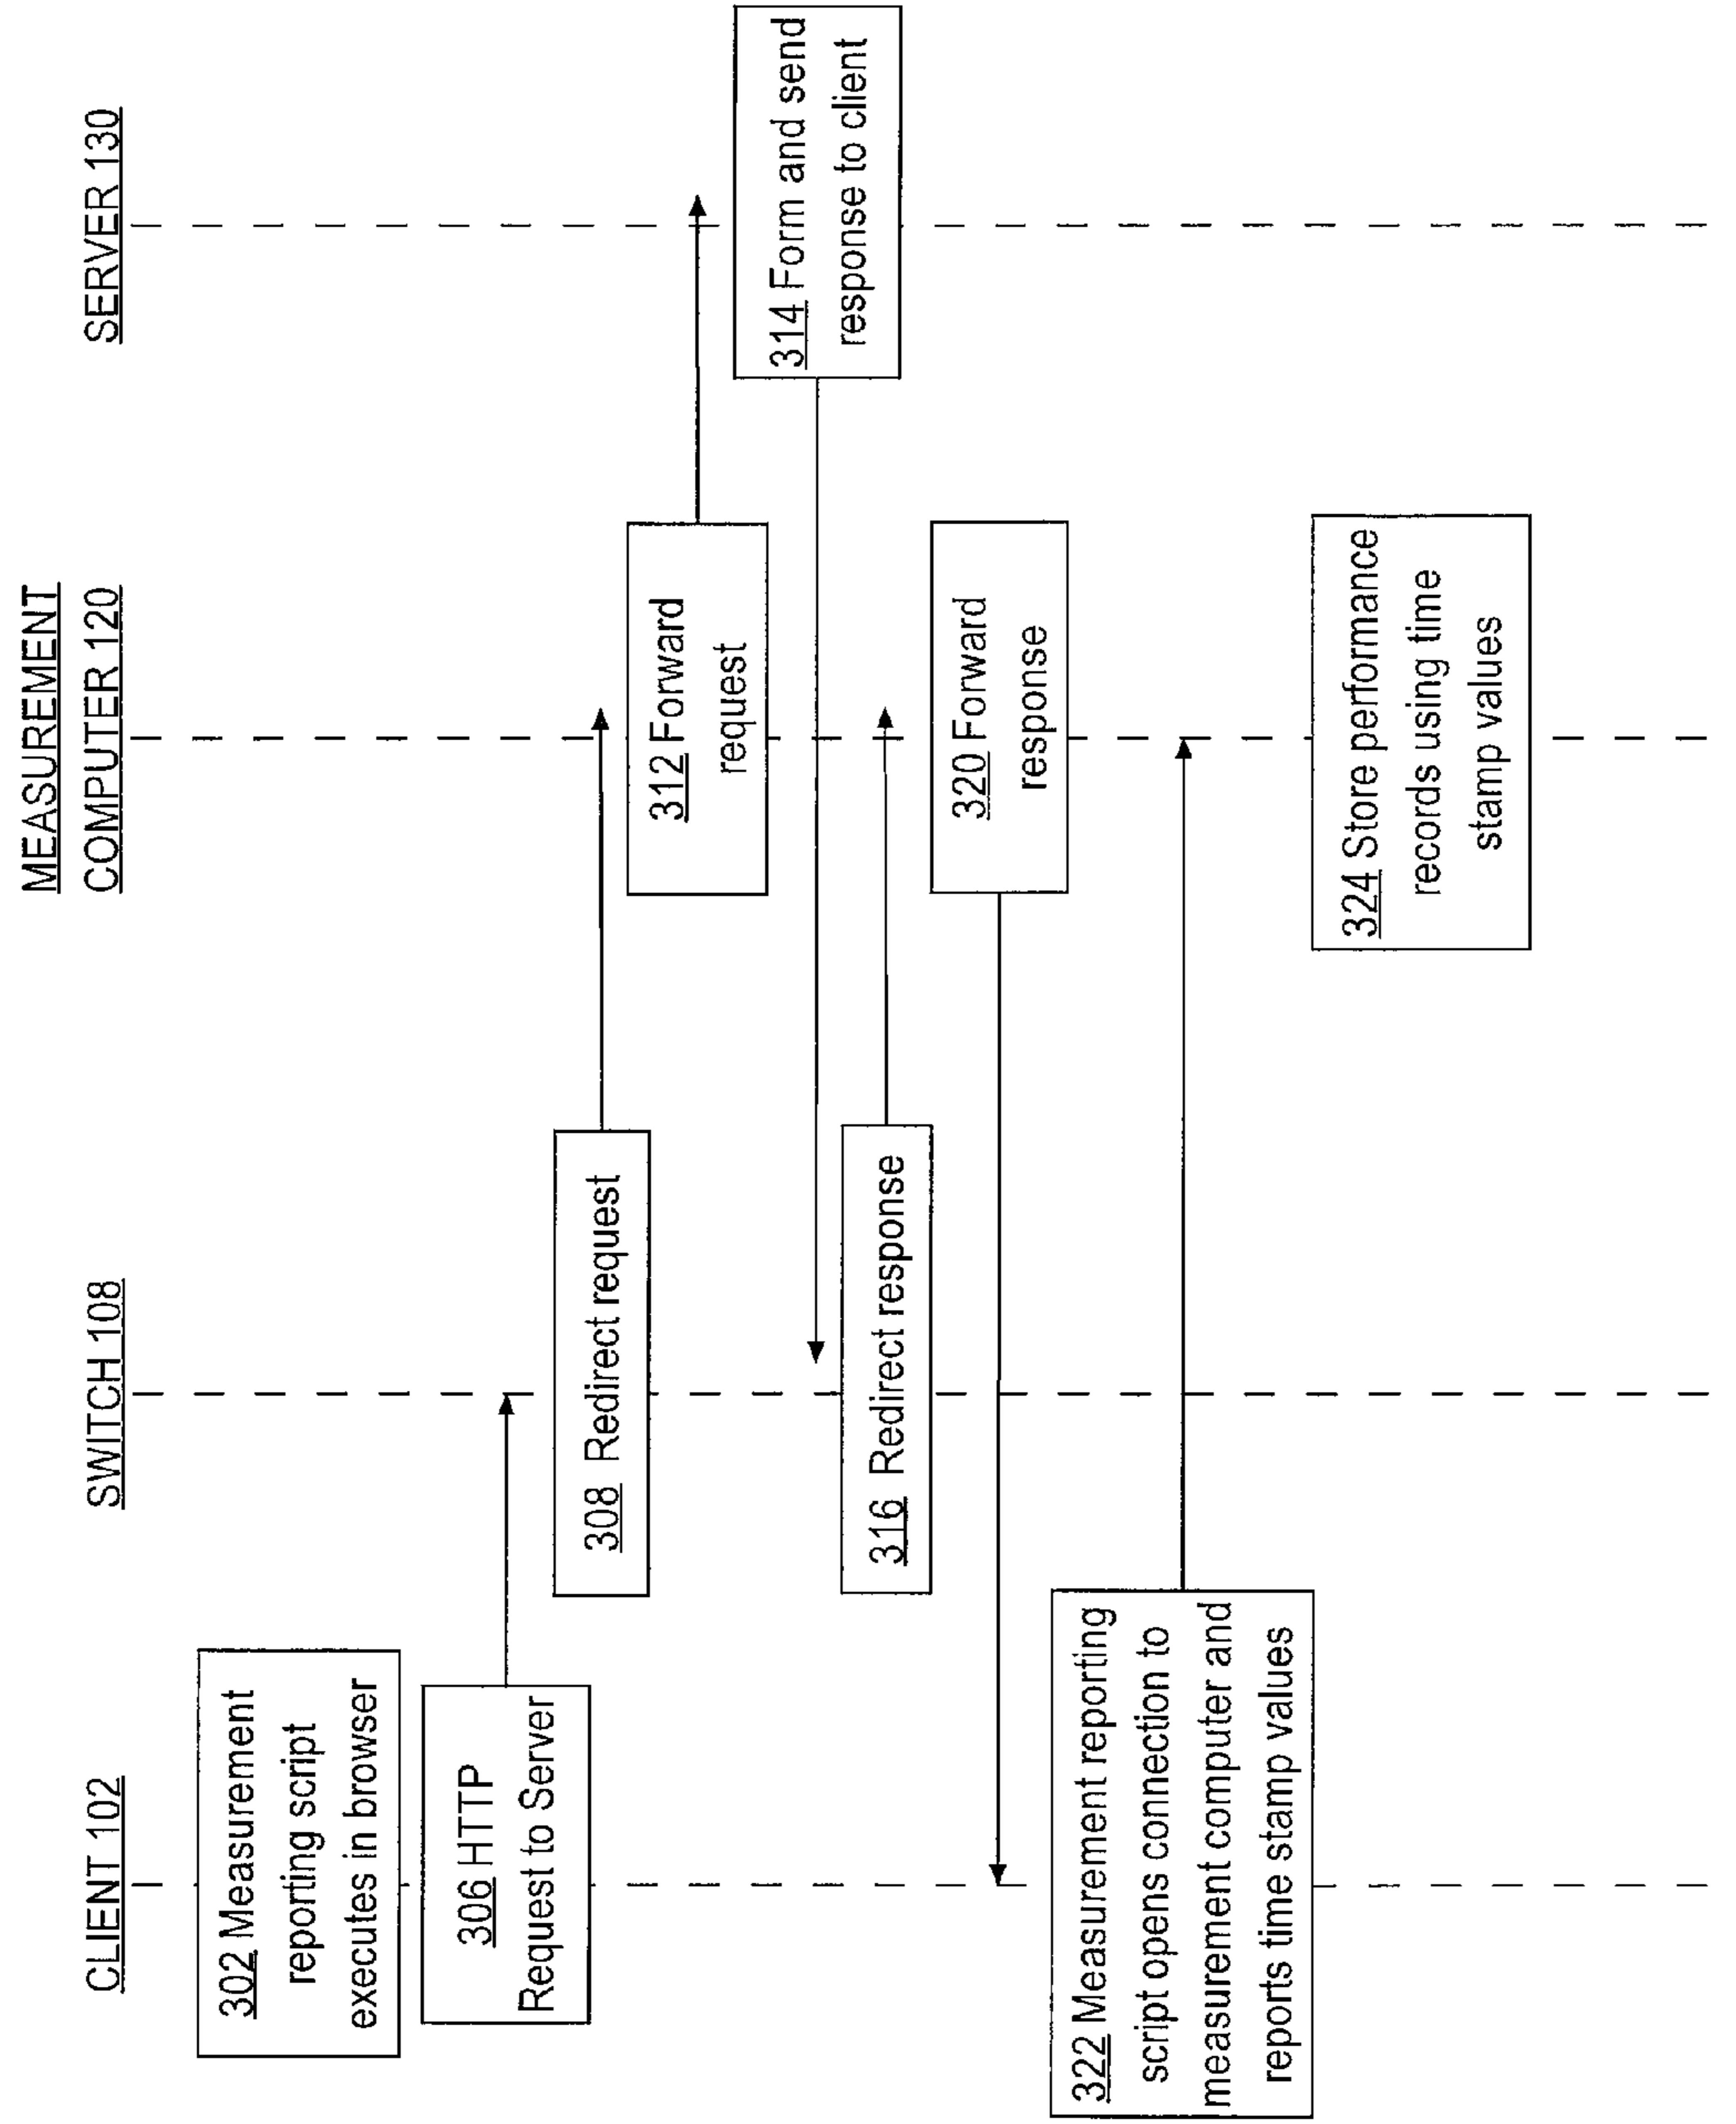 CLIENT 102
SWITCH 108
MEASUREMENT
COMPUTER 120
SERVER 130
302 Measurement
reporting script
executes in browser
306 HTTP
Request to Server
308 Redirect request
312 Forward
request
314 Form and send
response to client
316 Redirect response
320 Forward
response
322 Measurement reporting
script opens connection to
measurement computer and
reports time stamp values
324 Store performance
records using time
stamp values